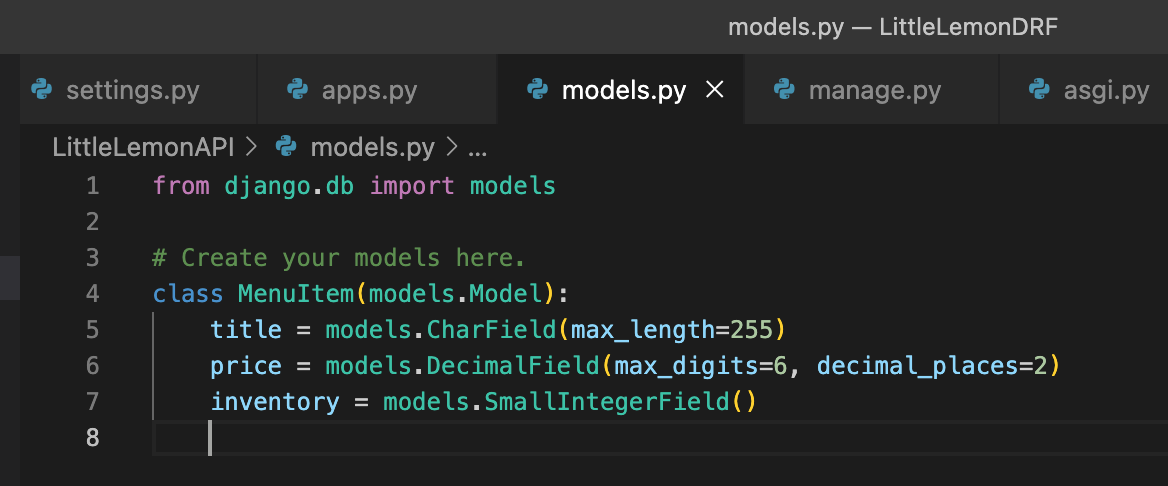 models.py — LittleLemonDRF
settings.py apps.py models.py manage.py asgi.py
LittleLemonAPI > models.py > ...
1 from django.db import models
2
3 # Create your models here.
4 class MenuItem(models.Model):
5     title = models.CharField(max_length=255)
6     price = models.DecimalField(max_digits=6, decimal_places=2)
7     inventory = models.SmallIntegerField()
8